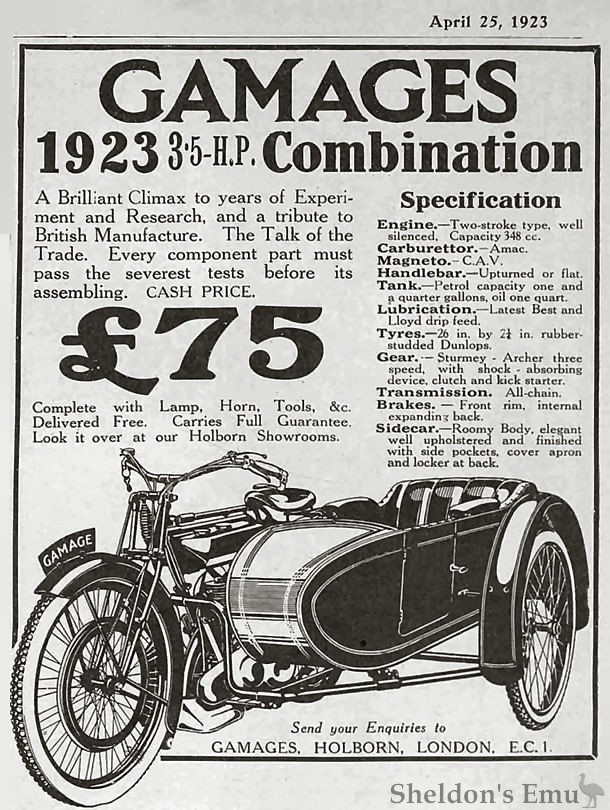 April 25, 1923
GAMAGES
1923 3·5-H.P. Combination
A Brilliant Climax to years of Experi-
ment and Research, and a tribute to
British Manufacture. The Talk of the
Trade. Every component part must
pass the severest tests before its
assembling. CASH PRICE.
£75
Complete with Lamp, Horn, Tools, &c.
Delivered Free. Carries Full Guarantee.
Look it over at our Holborn Showrooms.
Specification
Engine.—Two-stroke type, well
silenced, Capacity 348 cc.
Carburettor.—Amac.
Magneto.—C.A.V.
Handlebar.—Upturned or flat.
Tank.—Petrol capacity one and
a quarter gallons, oil one quart.
Lubrication.—Latest Best and
Lloyd drip feed.
Tyres.—26 in. by 2¼ in. rubber-
studded Dunlops.
Gear.—Sturmey-Archer three
speed, with shock-absorbing
device, clutch and kick starter.
Transmission. All-chain.
Brakes.—Front rim, internal
expanding back.
Sidecar.—Roomy Body, elegant
well upholstered and finished
with side pockets, cover apron
and locker at back.
GAMAGE
Send your Enquiries to
GAMAGES, HOLBORN, LONDON, E.C.1.
Sheldon's Emu